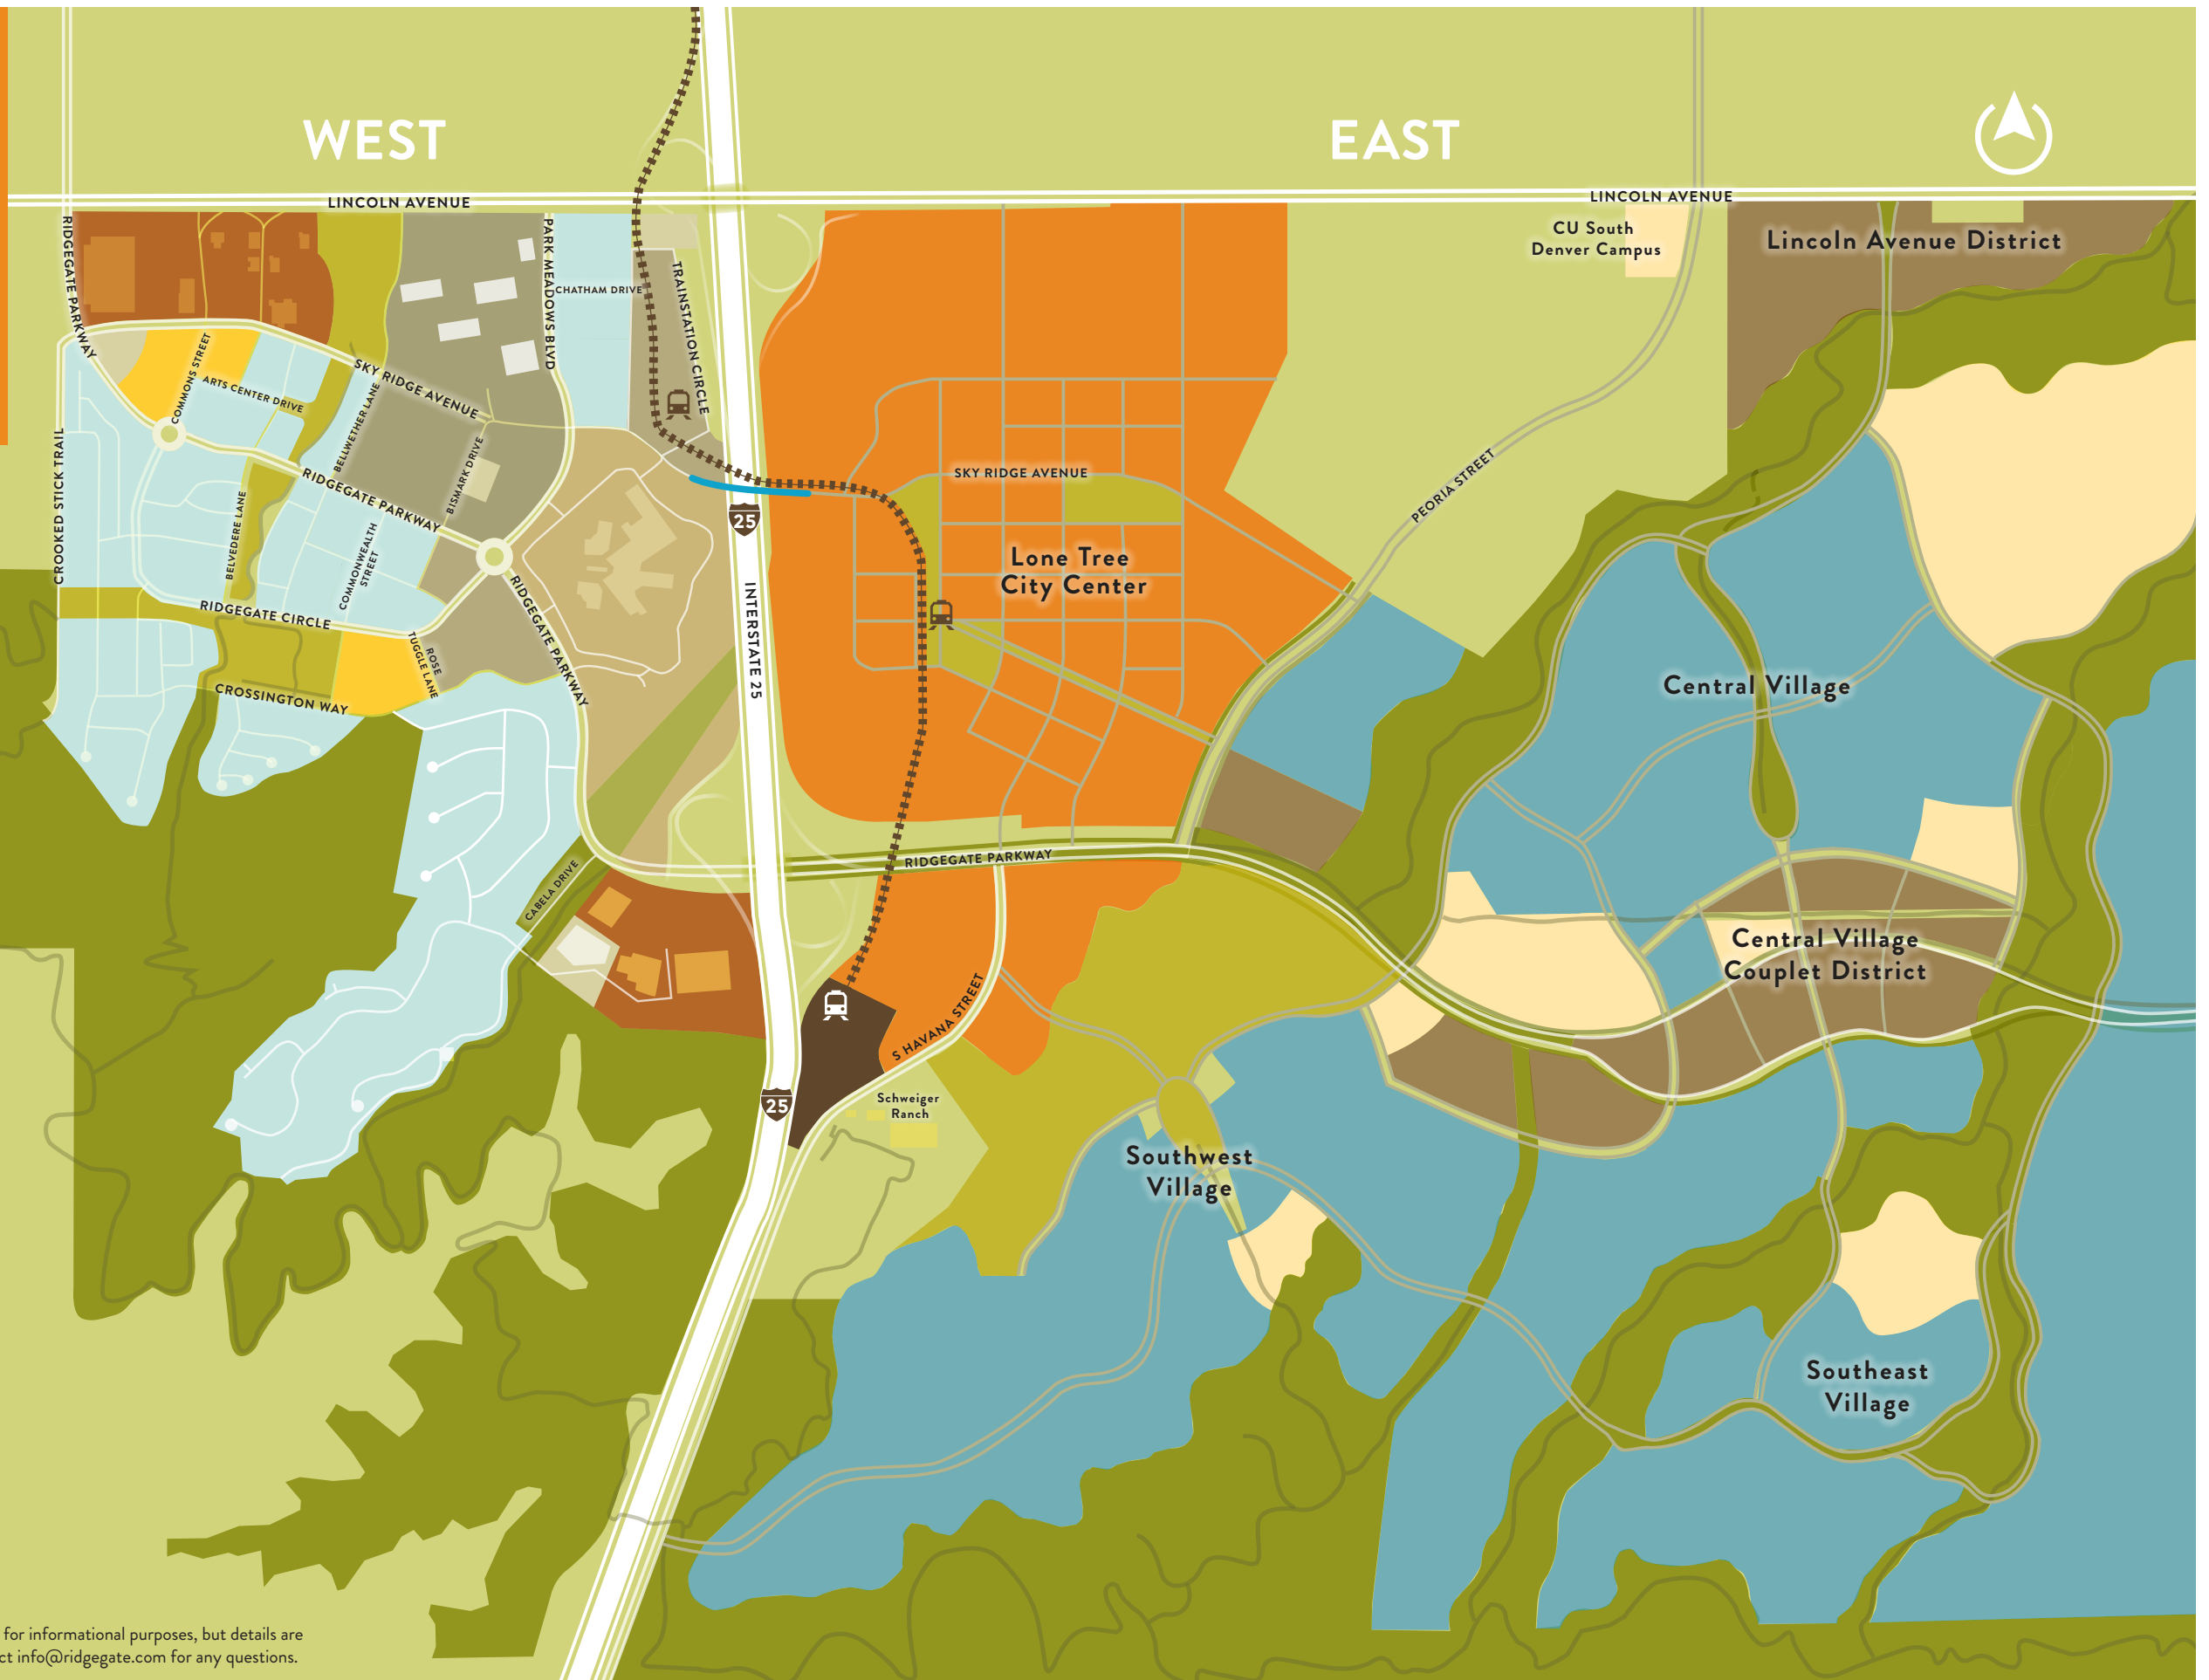 WEST
EAST
LINCOLN AVENUE
LINCOLN AVENUE
RIDGEGATE PARKWAY
PARK MEADOWS BLVD
CHATHAM DRIVE
TRAINSTATION CIRCLE
CU South
Denver Campus
Lincoln Avenue District
COMMONS STREET
ARTS CENTER DRIVE
SKY RIDGE AVENUE
BELLWETHER LANE
CROOKED STICK TRAIL
RIDGEGATE PARKWAY
BISMARK DRIVE
BELVEDERE LANE
COMMONWEALTH
STREET
SKY RIDGE AVENUE
PEORIA STREET
25
Lone Tree
City Center
INTERSTATE 25
RIDGEGATE CIRCLE
RIDGEGATE PARKWAY
ROSE
TUGGLE LANE
CROSSINGTON WAY
Central Village
RIDGEGATE PARKWAY
CABELA DRIVE
Central Village
Couplet District
S HAVANA STREET
25
Schweiger
Ranch
Southwest
Village
Southeast
Village
for informational purposes, but details are
ct info@ridgegate.com for any questions.